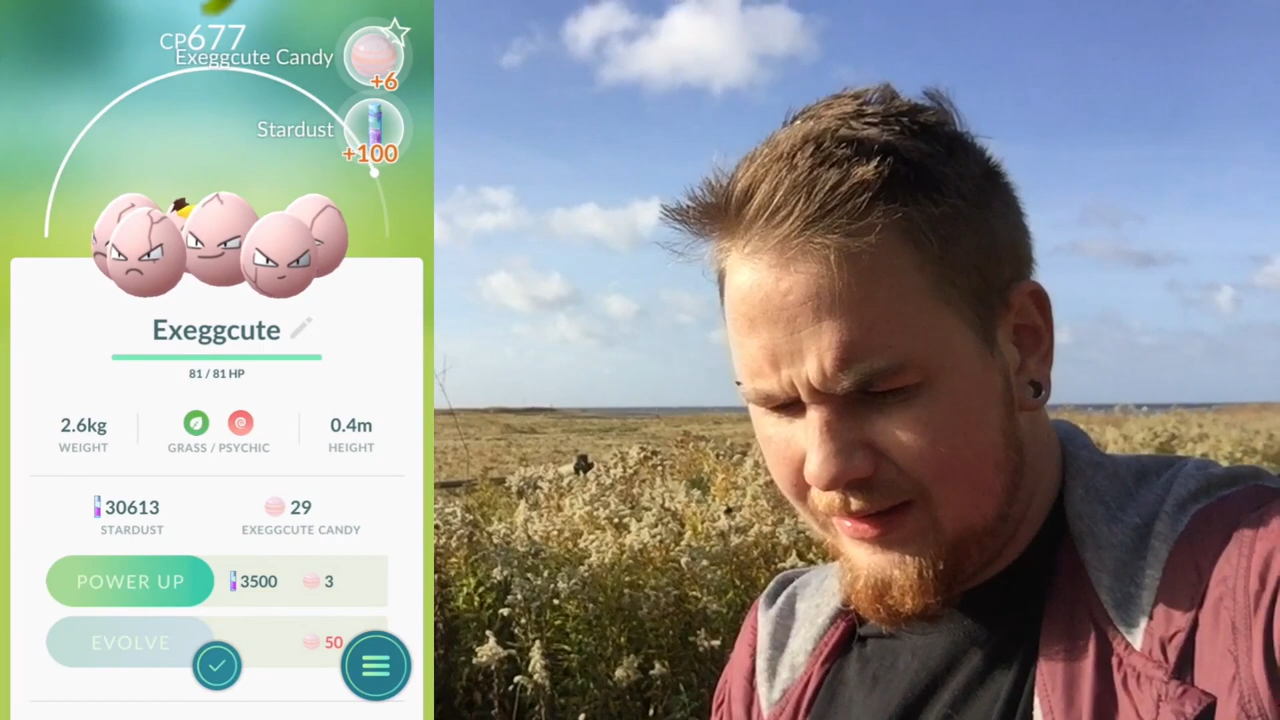 CP677
Exeggcute Candy
+6
Stardust
+100
Exeggcute
81 / 81 HP
2.6kg
WEIGHT
GRASS / PSYCHIC
0.4m
HEIGHT
30613
STARDUST
29
EXEGGCUTE CANDY
POWER UP 3500 3
EVOLVE 50